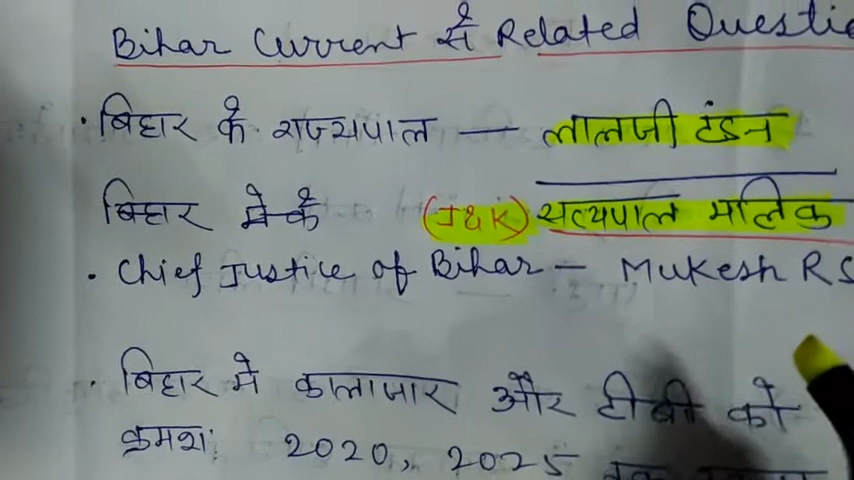 Bihar Current से Related Questio
• बिहार के राज्यपाल — लालजी टंडन
बिहार मे के (J&K) सत्यपाल मलिक
• Chief Justice of Bihar — Mukesh RS
• बिहार मे कालाजार और टीबी को
क्रमश: 2020, 2025